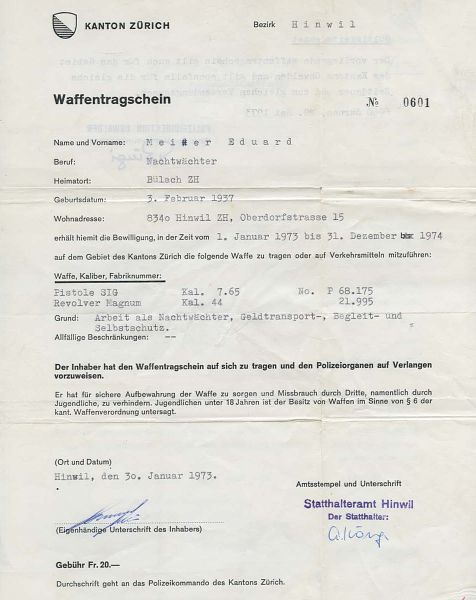 KANTON ZÜRICH
Bezirk Hinwil
Waffentragschein
№ 0601
Name und Vorname: Meier Eduard
Beruf: Nachtwächter
Heimatort: Bülach ZH
Geburtsdatum: 3. Februar 1937
Wohnadresse: 8340 Hinwil ZH, Oberdorfstrasse 15
erhält hiemit die Bewilligung, in der Zeit vom 1. Januar 1973 bis 31. Dezember bis 1974
auf dem Gebiet des Kantons Zürich die folgende Waffe zu tragen oder auf Verkehrsmitteln mitzuführen:
Waffe, Kaliber, Fabriknummer:
Pistole SIG Kal. 7.65 No. P 68.175
Revolver Magnum Kal. 44 21.995
Grund: Arbeit als Nachtwächter, Geldtransport-, Begleit- und
Selbstschutz.
Allfällige Beschränkungen: --
Der Inhaber hat den Waffentragschein auf sich zu tragen und den Polizeiorganen auf Verlangen
vorzuweisen.
Er hat für sichere Aufbewahrung der Waffe zu sorgen und Missbrauch durch Dritte, namentlich durch
Jugendliche, zu verhindern. Jugendlichen unter 18 Jahren ist der Besitz von Waffen im Sinne von § 6 der
kant. Waffenverordnung untersagt.
(Ort und Datum)
Hinwil, den 30. Januar 1973.
Amtsstempel und Unterschrift
Statthalteramt Hinwil
Der Statthalter:
(Eigenhändige Unterschrift des Inhabers)
Gebühr Fr. 20.—
Durchschrift geht an das Polizeikommando des Kantons Zürich.